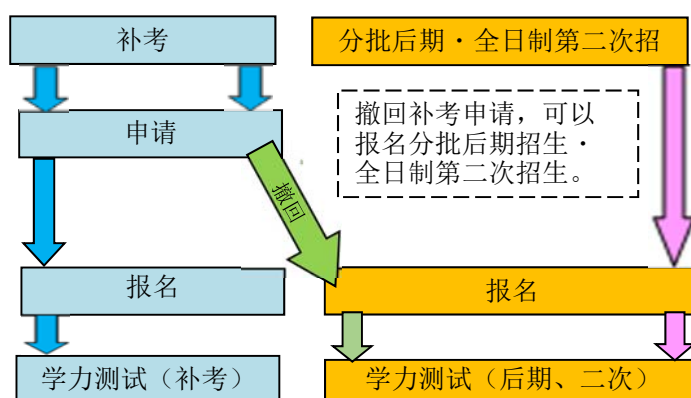 补考
分批后期·全日制第二次招
申请
撤回补考申请，可以
报名分批后期招生·
全日制第二次招生。
撤回
报名
报名
学力测试（补考）
学力测试（后期、二次）